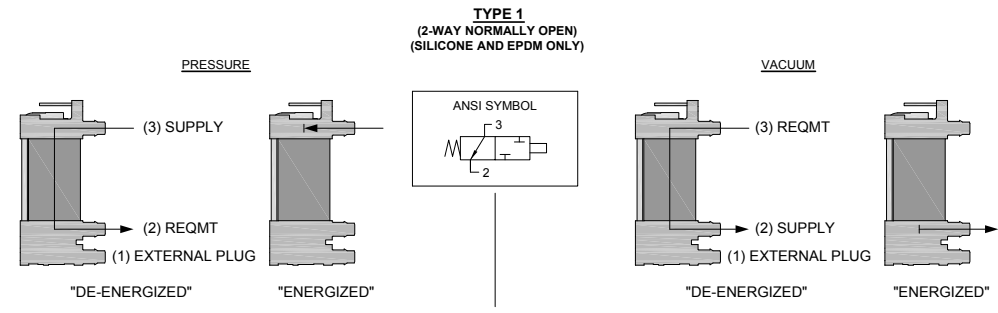 TYPE 1
(2-WAY NORMALLY OPEN)
(SILICONE AND EPDM ONLY)
PRESSURE
(3) SUPPLY
(2) REQMT
(1) EXTERNAL PLUG
"DE-ENERGIZED"
"ENERGIZED"
ANSI SYMBOL
3
2
VACUUM
(3) REQMT
(2) SUPPLY
(1) EXTERNAL PLUG
"DE-ENERGIZED"
"ENERGIZED"